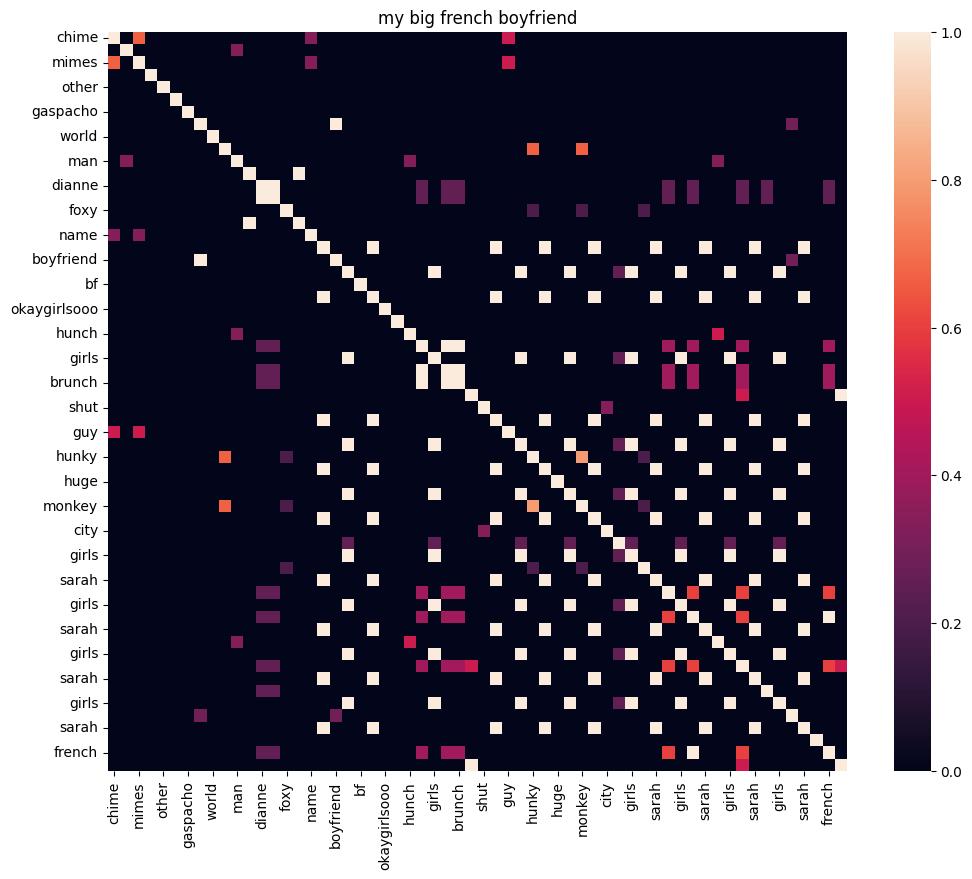 my big french boyfriend
chime
mimes
other
gaspacho
world
man
dianne
foxy
name
boyfriend
bf
okaygirlsooo
hunch
girls
brunch
shut
guy
hunky
huge
monkey
city
girls
sarah
girls
sarah
girls
sarah
girls
sarah
french
chime
mimes
other
gaspacho
world
man
dianne
foxy
name
boyfriend
bf
okaygirlsooo
hunch
girls
brunch
shut
guy
hunky
huge
monkey
city
girls
sarah
girls
sarah
girls
sarah
girls
sarah
french
1.0
0.8
0.6
0.4
0.2
0.0